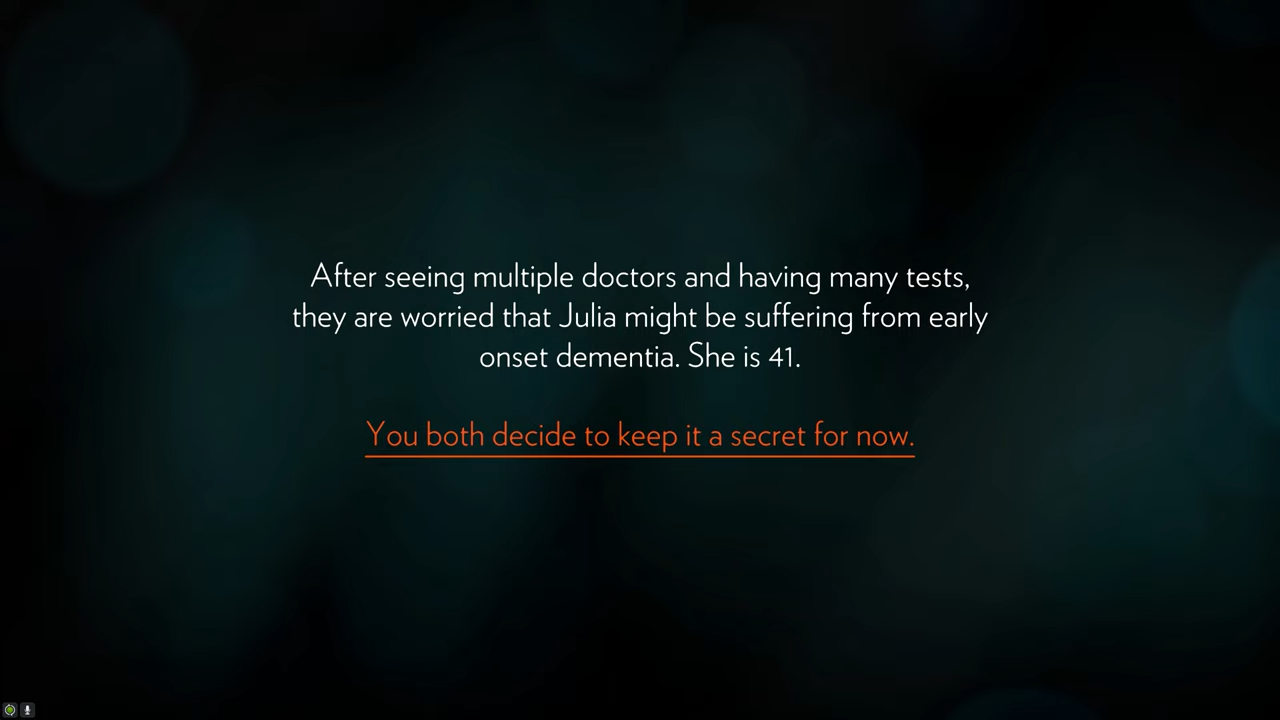 After seeing multiple doctors and having many tests,
they are worried that Julia might be suffering from early
onset dementia. She is 41.
You both decide to keep it a secret for now.